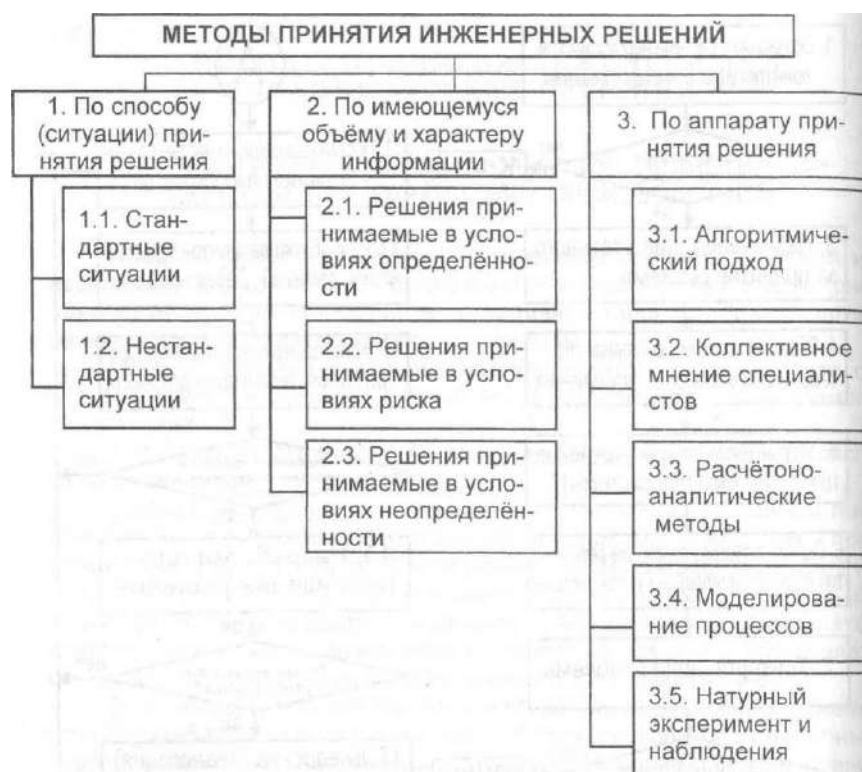 МЕТОДЫ ПРИНЯТИЯ ИНЖЕНЕРНЫХ РЕШЕНИЙ
1. По способу
(ситуации) при-
нятия решения
1.1. Стан-
дартные
ситуации
1.2. Нестан-
дартные
ситуации
2. По имеющемуся
объёму и характеру
информации
2.1. Решения при-
нимаемые в усло-
виях определённо-
сти
2.2. Решения при-
нимаемые в усло-
виях риска
2.3. Решения при-
нимаемые в усло-
виях неопределён-
ности
3. По аппарату при-
нятия решения
3.1. Алгоритмиче-
ский подход
3.2 Коллективное
мнение специали-
стов
3.3. Расчётоно-
аналитические
методы
3.4. Моделирова-
ние процессов
3.5. Натурный
эксперимент и
наблюдения